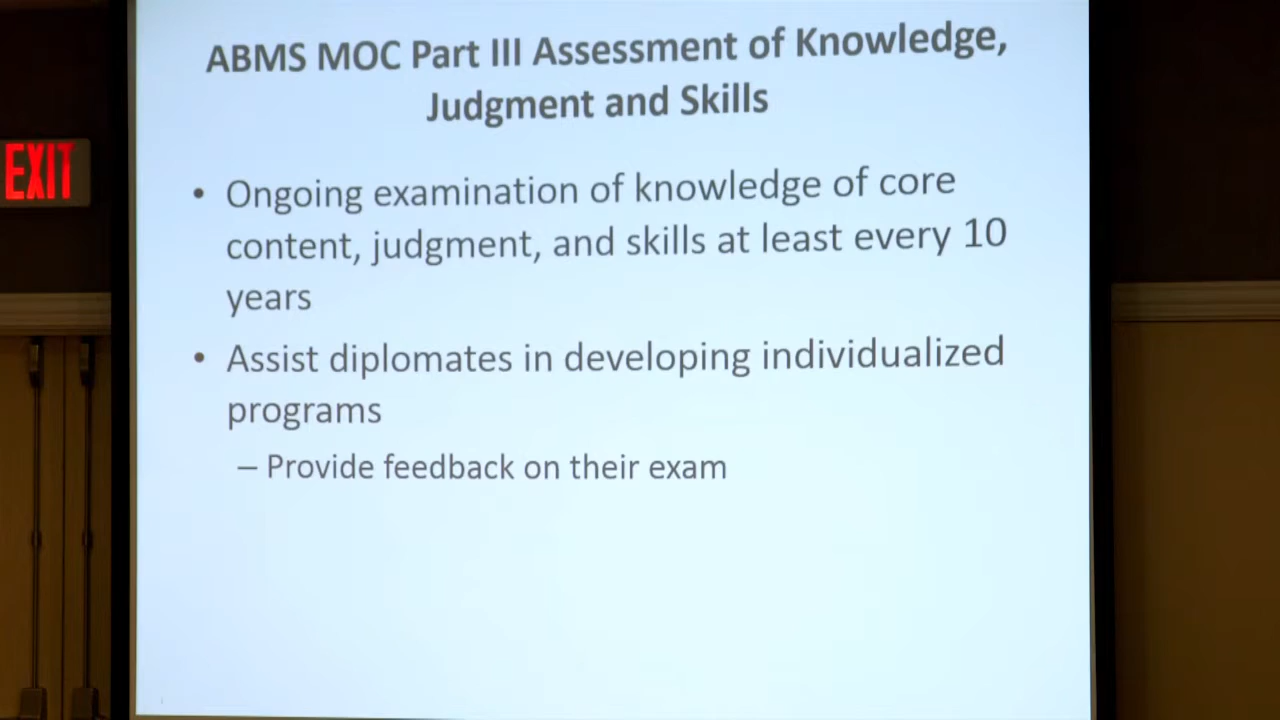 ABMS MOC Part III Assessment of Knowledge,
Judgment and Skills
EXIT
• Ongoing examination of knowledge of core
content, judgment, and skills at least every 10
years
• Assist diplomates in developing individualized
programs
– Provide feedback on their exam